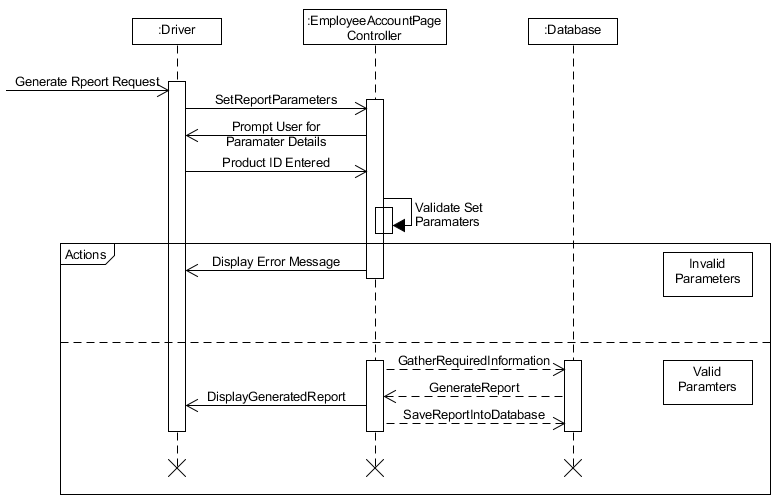 :Driver
:EmployeeAccountPage
Controller
:Database
Generate Rpeort Request
SetReportParameters
Prompt User for
Paramater Details
Product ID Entered
Validate Set
Paramaters
Actions
Display Error Message
Invalid
Parameters
GatherRequiredInformation
Valid
Paramters
GenerateReport
DisplayGeneratedReport
SaveReportIntoDatabase